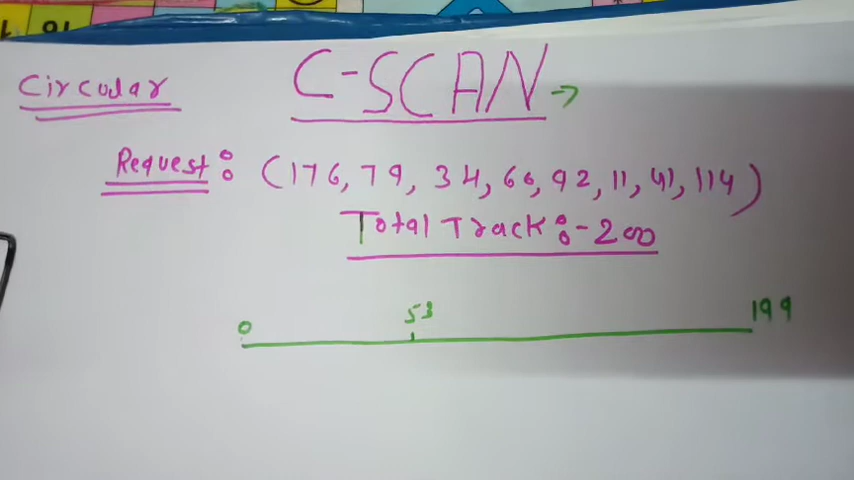 Circular
C-SCAN →
Request : (176, 79, 34, 60, 92, 11, 41, 114)
Total Track :- 200
0 53 199